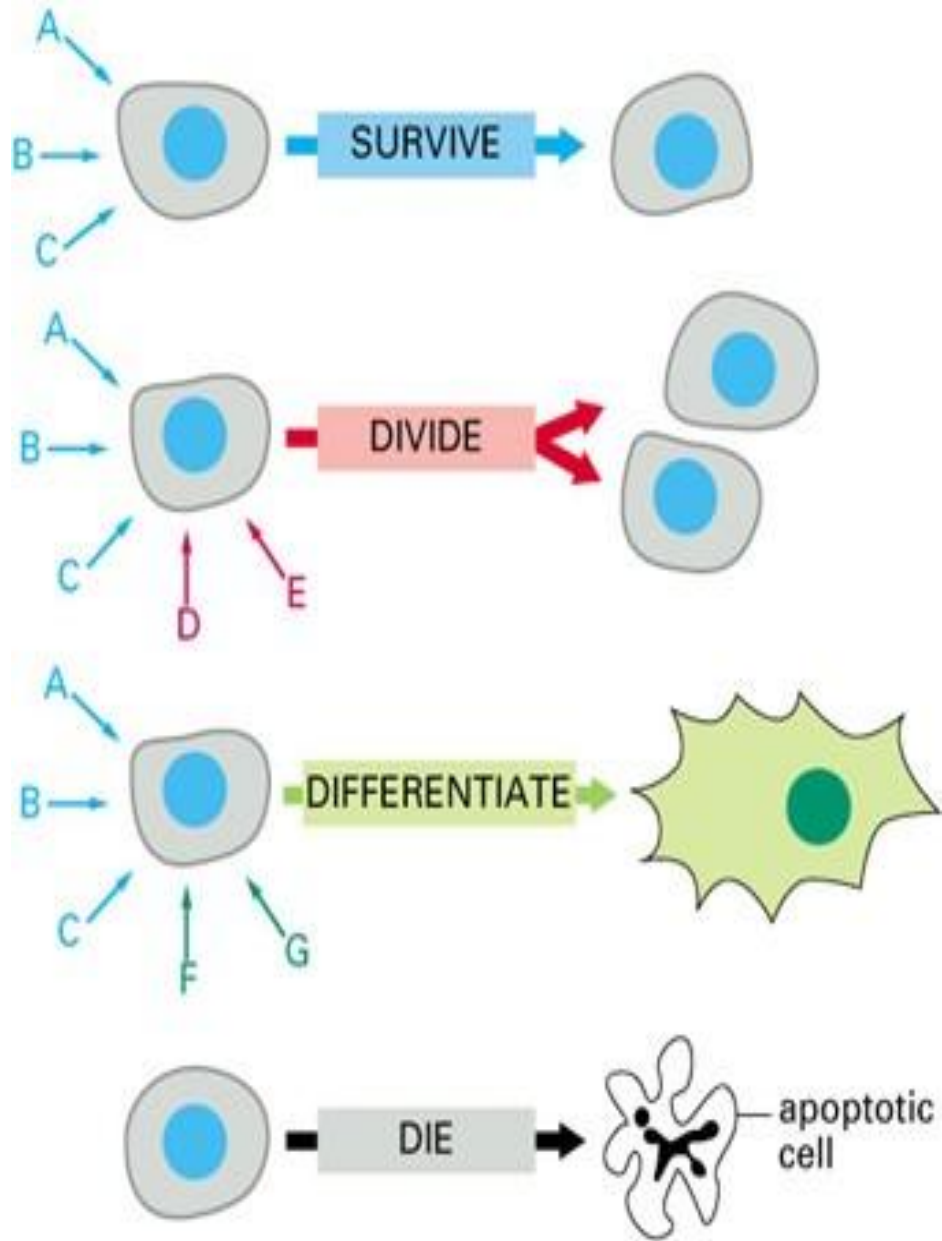 A
B
C
SURVIVE
A
B
C
D
E
DIVIDE
A
B
C
F
G
DIFFERENTIATE
DIE
apoptotic
cell